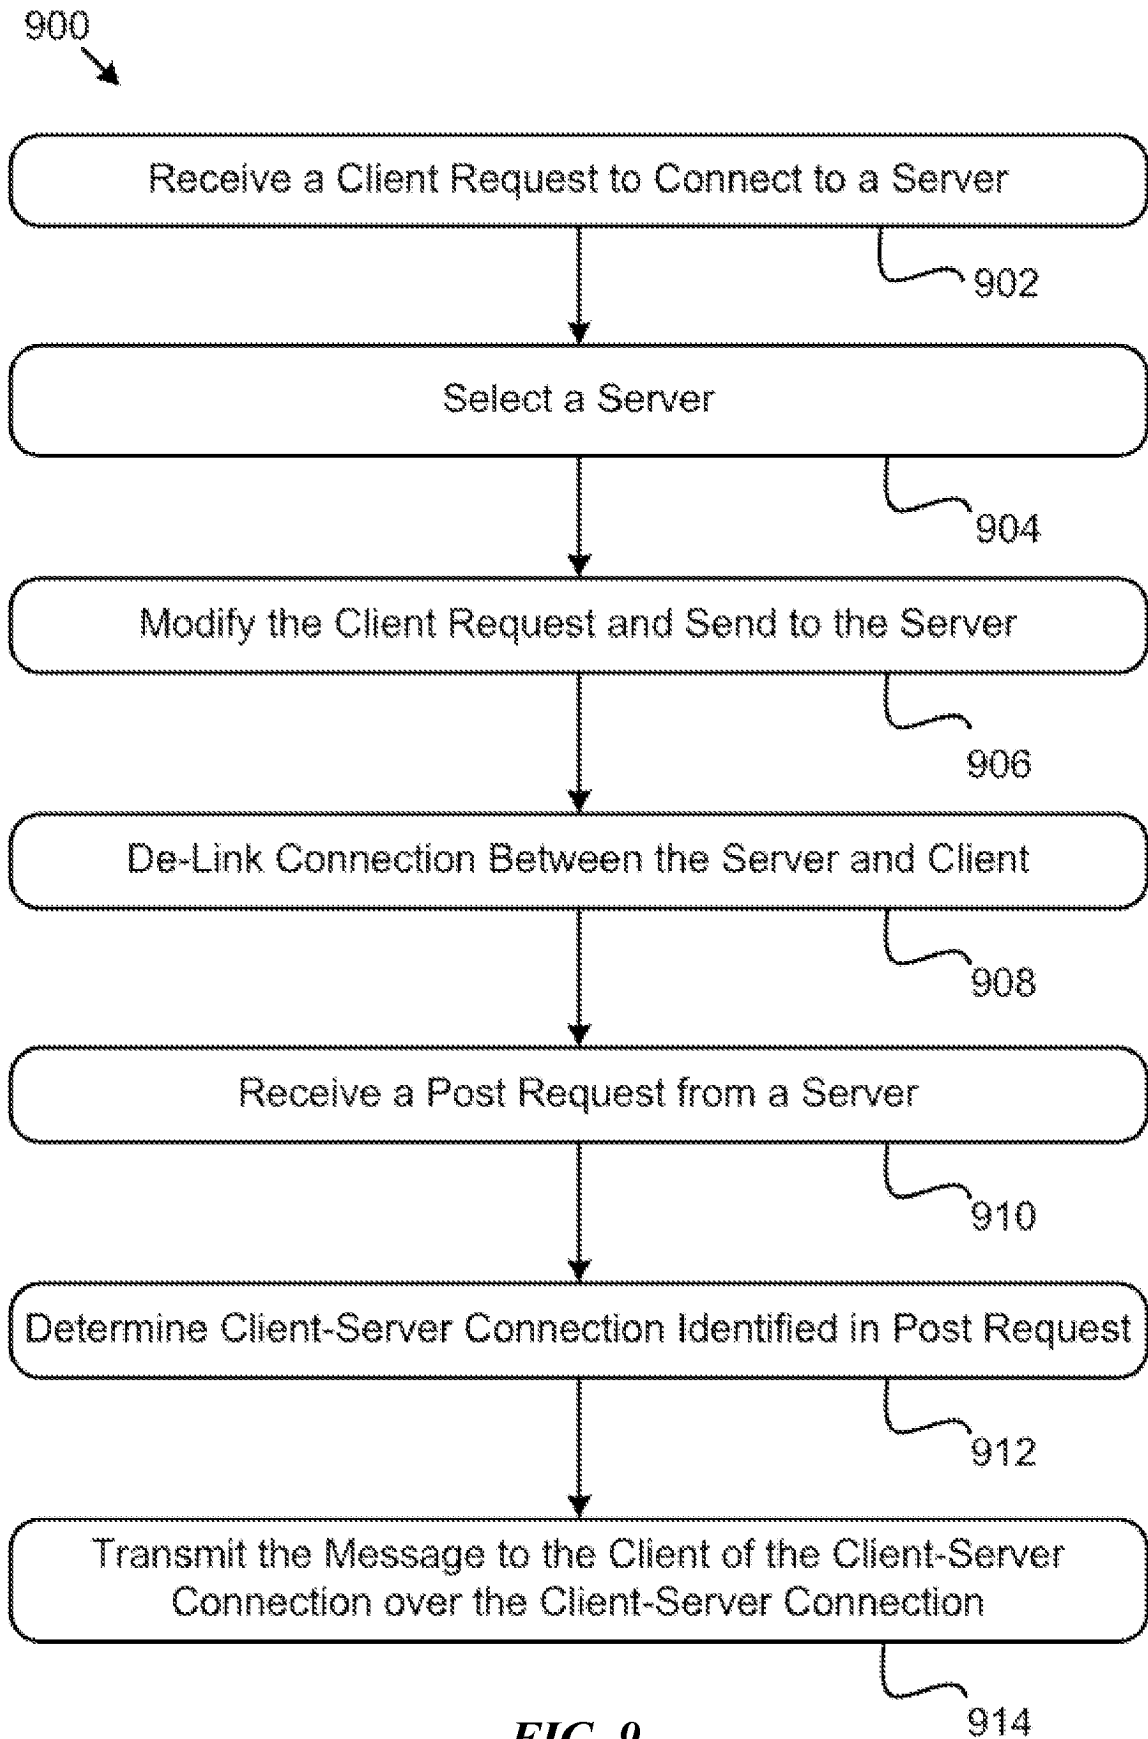 900
Receive a Client Request to Connect to a Server
902
Select a Server
904
Modify the Client Request and Send to the Server
906
De-Link Connection Between the Server and Client
908
Receive a Post Request from a Server
910
Determine Client-Server Connection Identified in Post Request
912
Transmit the Message to the Client of the Client-Server
Connection over the Client-Server Connection
914
FIG. 9